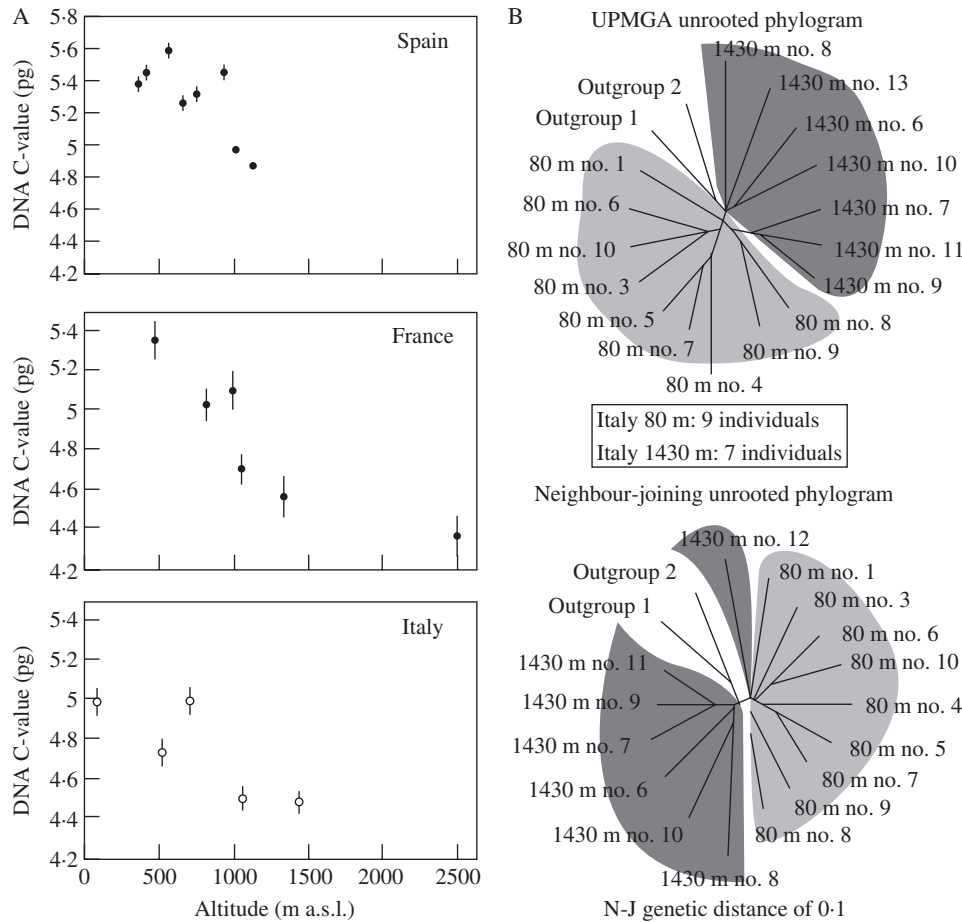 A
5·8
5·6
5·4
5·2
5
4·8
4·6
4·4
4·2
DNA C-value (pg)
Spain
5·4
5·2
5
4·8
4·6
4·4
4·2
DNA C-value (pg)
France
5·4
5·2
5
4·8
4·6
4·4
4·2
DNA C-value (pg)
Italy
0
500
1000
1500
2000
2500
Altitude (m a.s.l.)
B
UPMGA unrooted phylogram
1430 m no. 8
Outgroup 2
1430 m no. 13
Outgroup 1
1430 m no. 6
80 m no. 1
1430 m no. 10
80 m no. 6
1430 m no. 7
80 m no. 10
1430 m no. 11
80 m no. 3
1430 m no. 9
80 m no. 5
80 m no. 8
80 m no. 7
80 m no. 9
80 m no. 4
Italy 80 m: 9 individuals
Italy 1430 m: 7 individuals
Neighbour-joining unrooted phylogram
1430 m no. 12
Outgroup 2
80 m no. 1
Outgroup 1
80 m no. 3
80 m no. 6
1430 m no. 11
80 m no. 10
1430 m no. 9
80 m no. 4
1430 m no. 7
80 m no. 5
1430 m no. 6
80 m no. 7
80 m no. 9
1430 m no. 10
80 m no. 8
1430 m no. 8
N-J genetic distance of 0·1